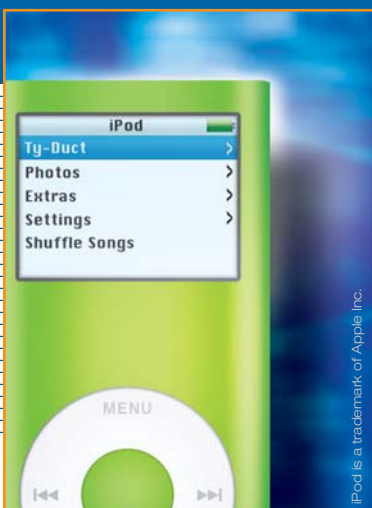 iPod
Ty-Duct >
Photos >
Extras >
Settings >
Shuffle Songs
MENU
iPod is a trademark of Apple Inc.